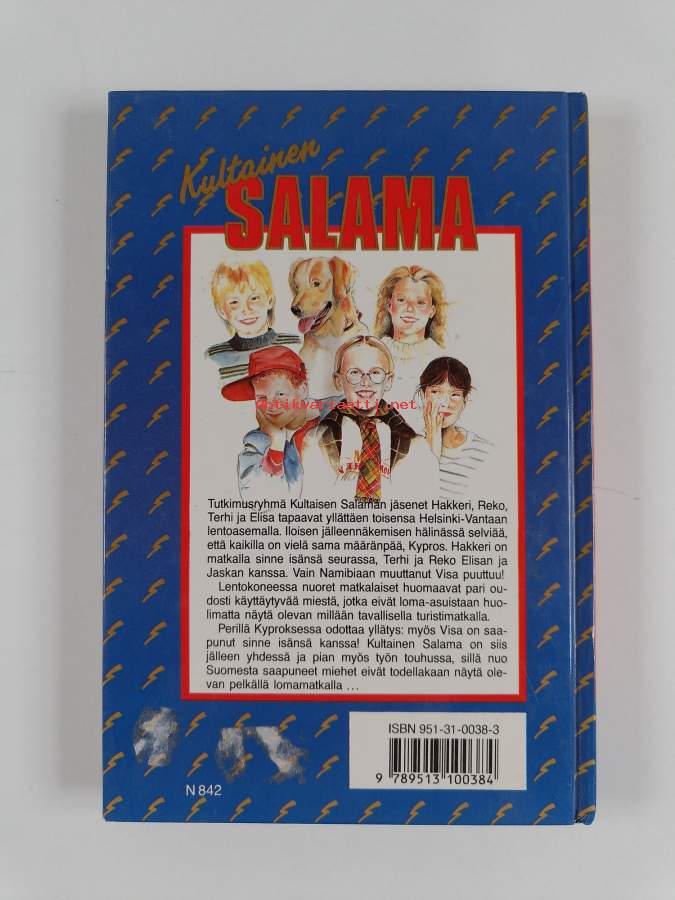 Kultainen
SALAMA
antikvariaatti.net
Tutkimusryhmä Kultaisen Salaman jäsenet Hakkeri, Reko,
Terhi ja Elisa tapaavat yllättäen toisensa Helsinki-Vantaan
lentoasemalla. Iloisen jälleennäkemisen hälinässä selviää,
että kaikilla on vielä sama määränpää, Kypros. Hakkeri on
matkalla sinne isänsä seurassa, Terhi ja Reko Elisan ja
Jaskan kanssa. Vain Namibiaan muuttanut Visa puuttuu!
Lentokoneessa nuoret matkalaiset huomaavat pari ou-
dosti käyttäytyvää miestä, jotka eivät loma-asuistaan huo-
limatta näytä olevan millään tavallisella turistimatkalla.
Perillä Kyproksessa odottaa yllätys: myös Visa on saa-
punut sinne isänsä kanssa! Kultainen Salama on siis
jälleen yhdessä ja pian myös työn touhussa, sillä nuo
Suomesta saapuneet miehet eivät todellakaan näytä ole-
van pelkällä lomamatkalla ...
ISBN 951-31-0038-3
9 789513 100384
N 842